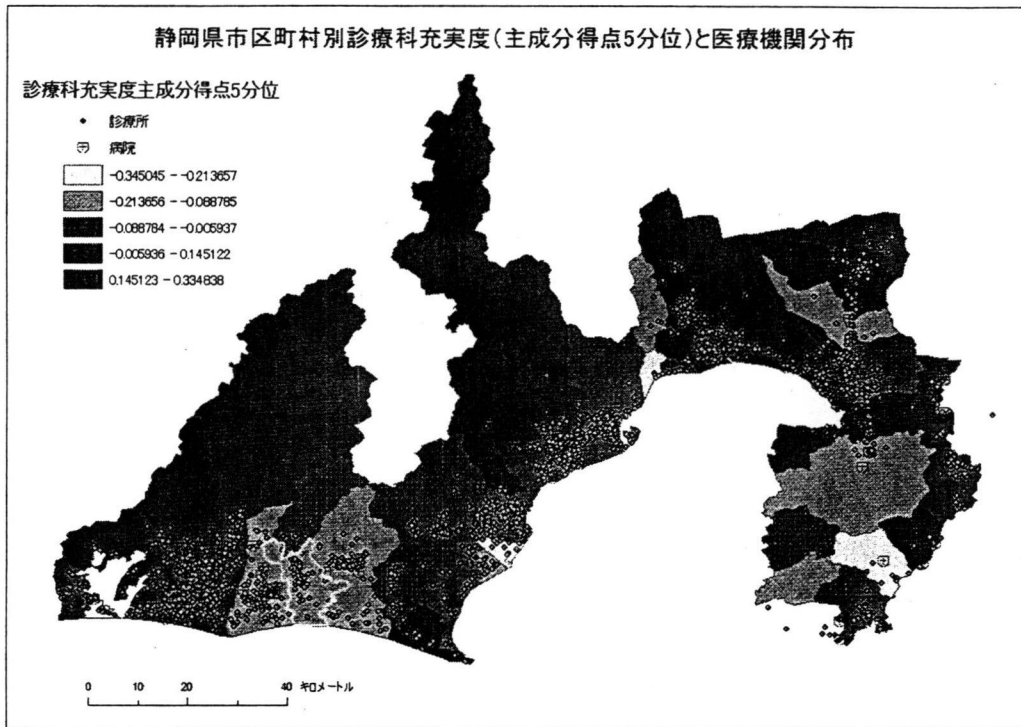 静岡県市区町村別診療科充実度(主成分得点5分位)と医療機関分布
診療科充実度主成分得点5分位
診療所
病院
-0.345045 - -0.213657
-0.213656 - -0.088785
-0.088784 - -0.005937
-0.005936 - 0.145122
0.145123 - 0.334838
0 10 20 40 キロメートル